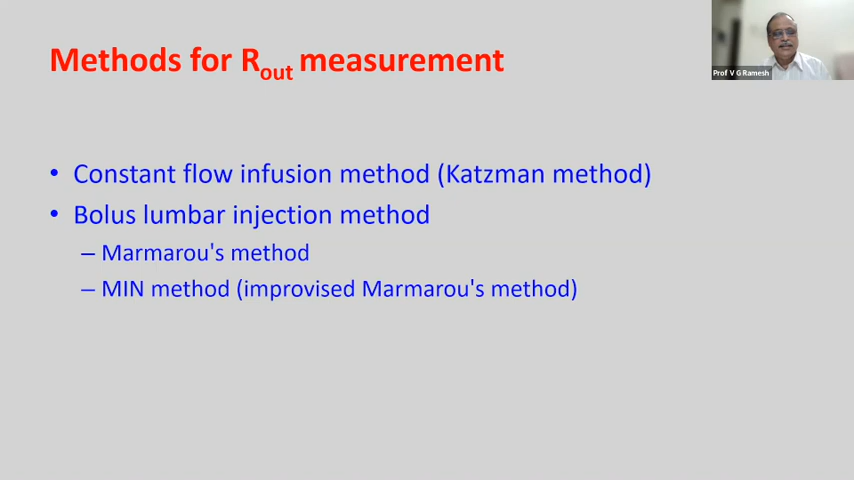 Methods for Rout measurement
Prof V G Ramesh
• Constant flow infusion method (Katzman method)
• Bolus lumbar injection method
– Marmarou's method
– MIN method (improvised Marmarou's method)